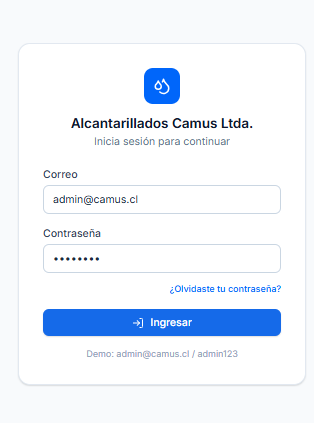 Alcantarillados Camus Ltda.
Inicia sesión para continuar
Correo
admin@camus.cl
Contraseña
••••••••
¿Olvidaste tu contraseña?
Ingresar
Demo: admin@camus.cl / admin123